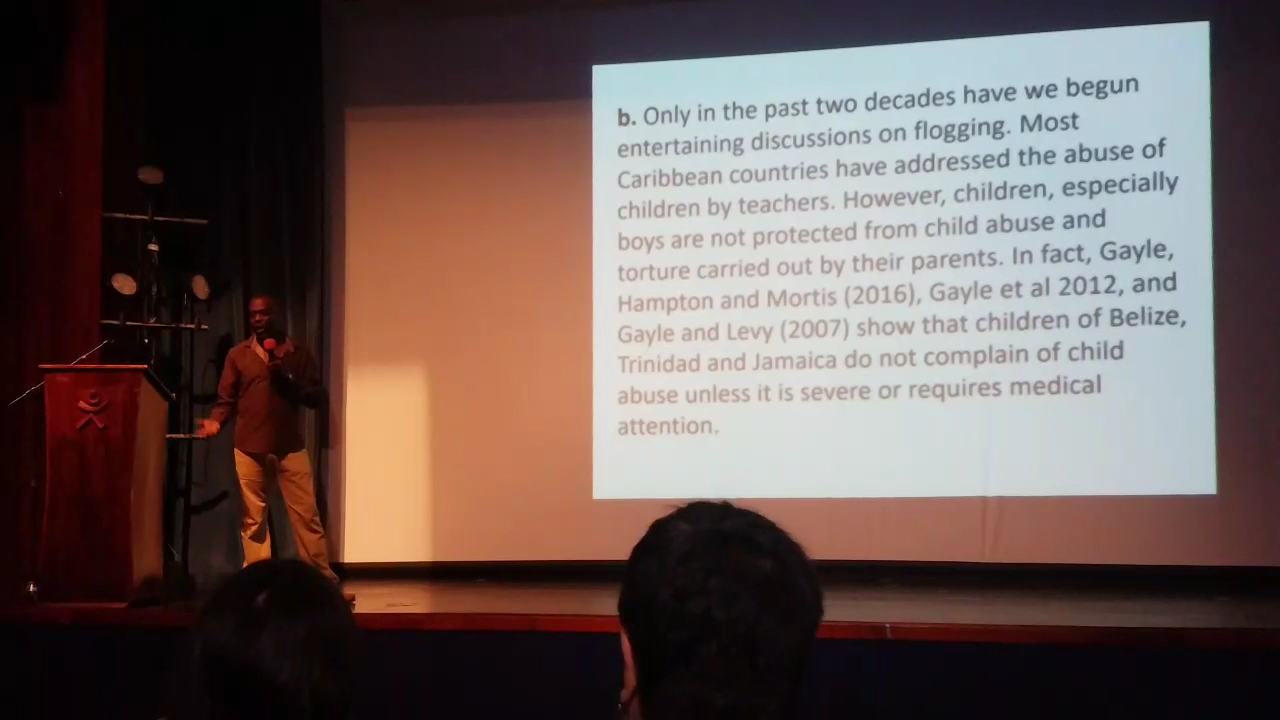 b. Only in the past two decades have we begun
entertaining discussions on flogging. Most
Caribbean countries have addressed the abuse of
children by teachers. However, children, especially
boys are not protected from child abuse and
torture carried out by their parents. In fact, Gayle,
Hampton and Mortis (2016), Gayle et al 2012, and
Gayle and Levy (2007) show that children of Belize,
Trinidad and Jamaica do not complain of child
abuse unless it is severe or requires medical
attention.